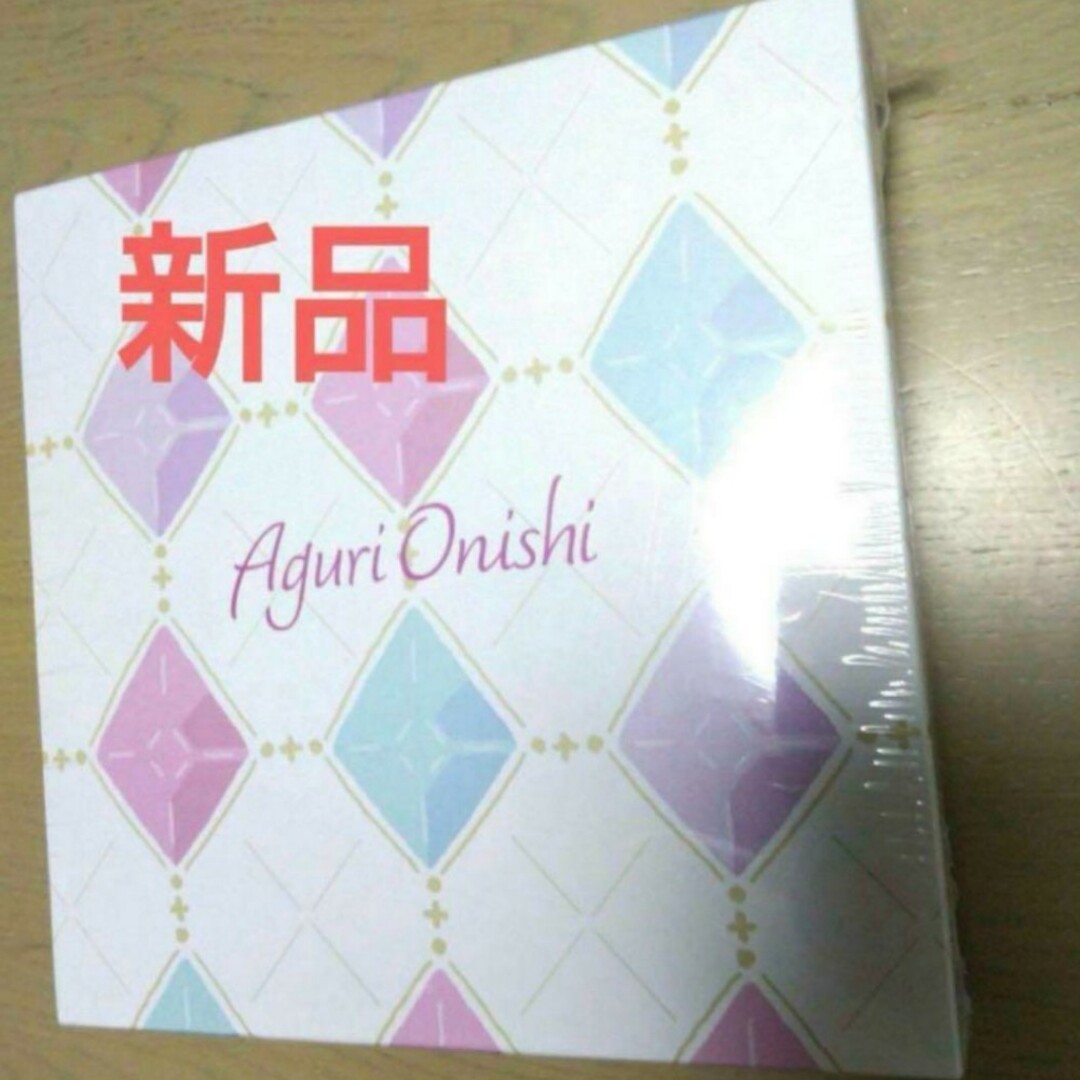 新品
Aguri Onishi